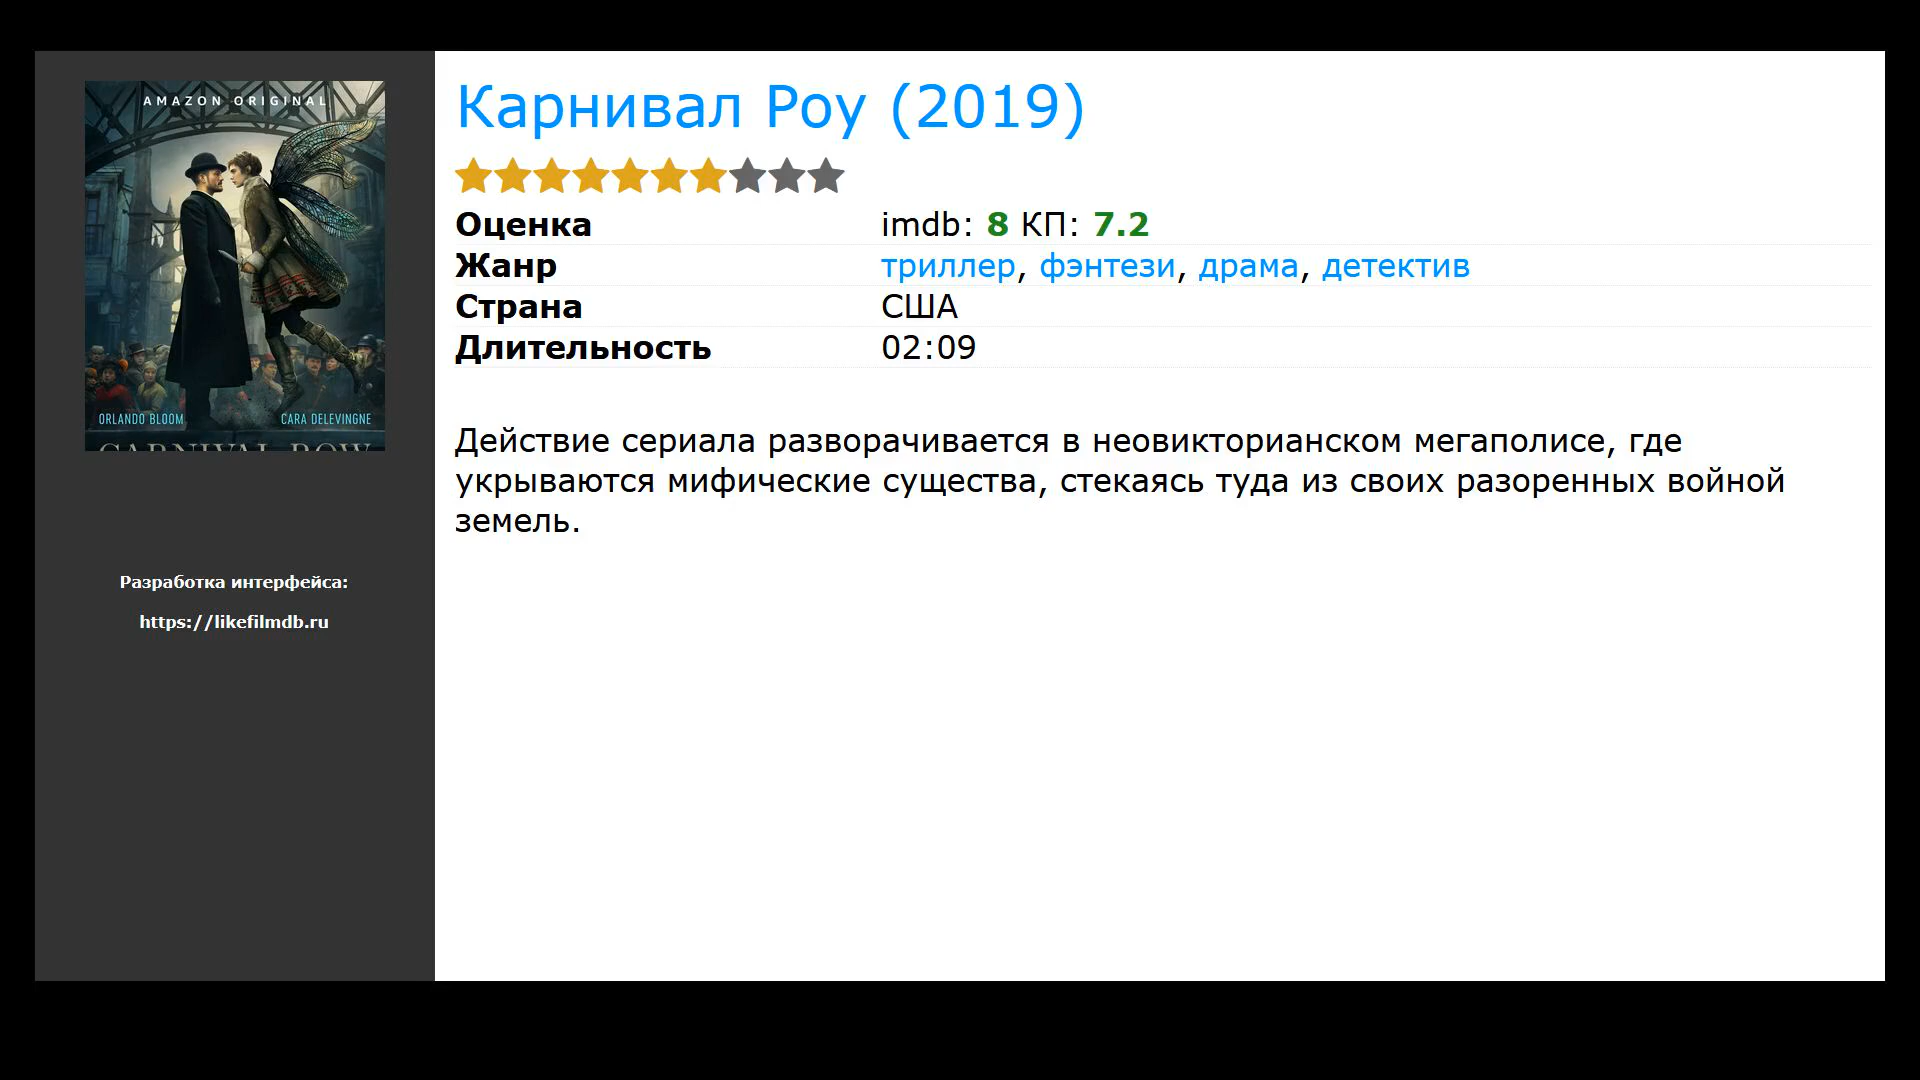 AMAZON ORIGINAL
ORLANDO BLOOM CARA DELEVINGNE
CARNIVAL ROW
Разработка интерфейса:
https://likefilmdb.ru
Карнивал Роу (2019)
Оценка imdb: 8 КП: 7.2
Жанр триллер, фэнтези, драма, детектив
Страна США
Длительность 02:09
Действие сериала разворачивается в неовикторианском мегаполисе, где
укрываются мифические существа, стекаясь туда из своих разоренных войной
земель.